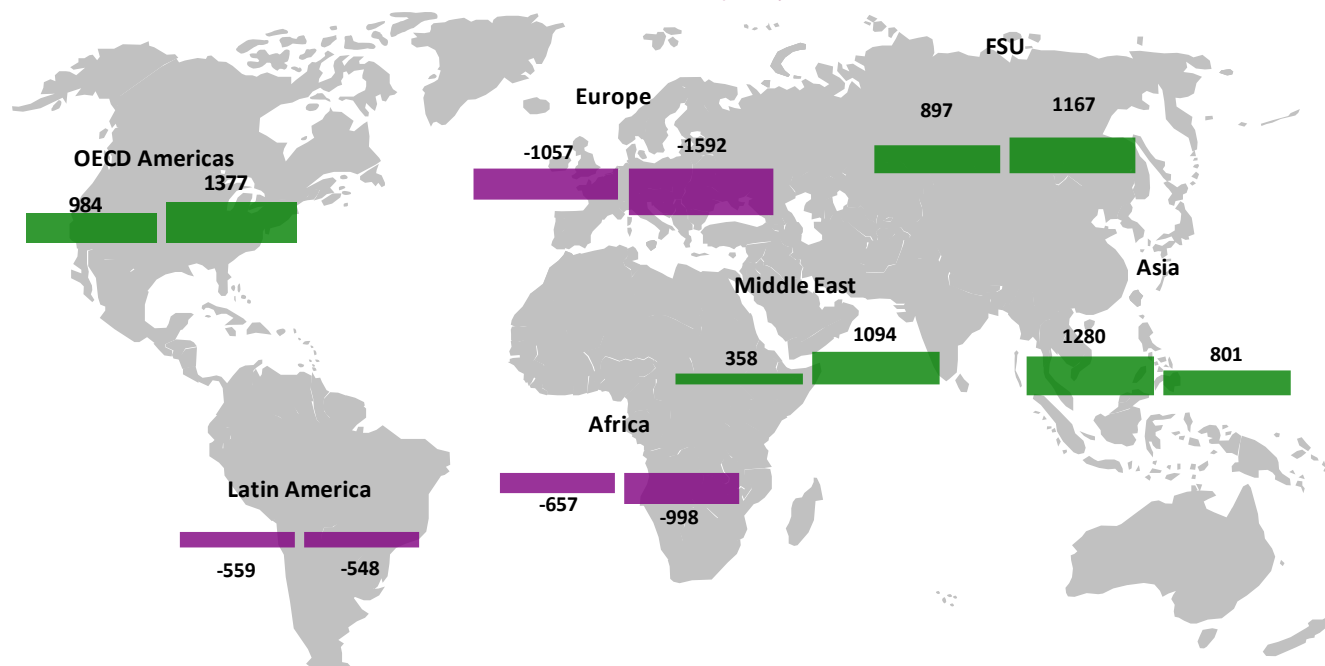 FSU
897
1167
Europe
-1057
-1592
OECD Americas
984
1377
Asia
1280
801
Middle East
358
1094
Africa
-657
-998
Latin America
-559
-548